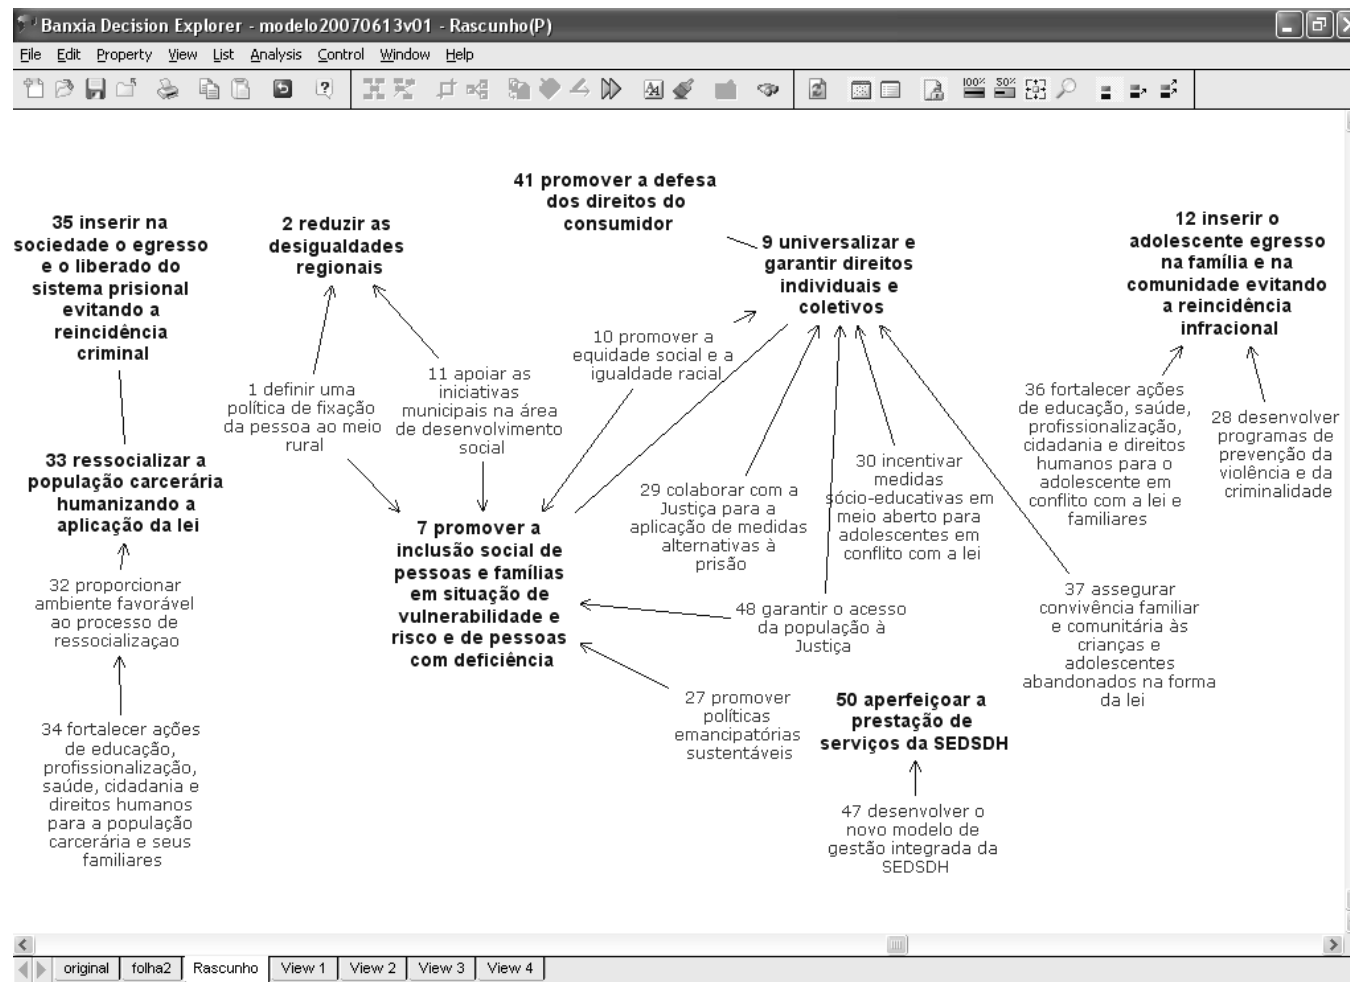 Banxia Decision Explorer - modelo20070613v01 - Rascunho(P)
File Edit Property View List Analysis Control Window Help
100% 50%
41 promover a defesa
dos direitos do
consumidor
35 inserir na
sociedade o egresso
e o liberado do
sistema prisional
evitando a
reincidência
criminal
2 reduzir as
desigualdades
regionais
9 universalizar e
garantir direitos
individuais e
coletivos
12 inserir o
adolescente egresso
na família e na
comunidade evitando
a reincidência
infracional
10 promover a
equidade social e a
igualdade racial
1 definir uma
política de fixação
da pessoa ao meio
rural
11 apoiar as
iniciativas
municipais na área
de desenvolvimento
social
36 fortalecer ações
de educação, saúde,
profissionalização,
cidadania e direitos
humanos para o
adolescente em
conflito com a lei e
familiares
28 desenvolver
programas de
prevenção da
violência e da
criminalidade
33 ressocializar a
população carcerária
humanizando a
aplicação da lei
29 colaborar com a
Justiça para a
aplicação de medidas
alternativas à
prisão
30 incentivar
medidas
sócio-educativas em
meio aberto para
adolescentes em
conflito com a lei
7 promover a
inclusão social de
pessoas e famílias
em situação de
vulnerabilidade e
risco e de pessoas
com deficiência
32 proporcionar
ambiente favorável
ao processo de
ressocializaçao
48 garantir o acesso
da população à
Justiça
37 assegurar
convivência familiar
e comunitária às
crianças e
adolescentes
abandonados na forma
da lei
27 promover
políticas
emancipatórias
sustentáveis
50 aperfeiçoar a
prestação de
serviços da SEDSDH
34 fortalecer ações
de educação,
profissionalização,
saúde, cidadania e
direitos humanos
para a população
carcerária e seus
familiares
47 desenvolver o
novo modelo de
gestão integrada da
SEDSDH
original folha2 Rascunho View 1 View 2 View 3 View 4